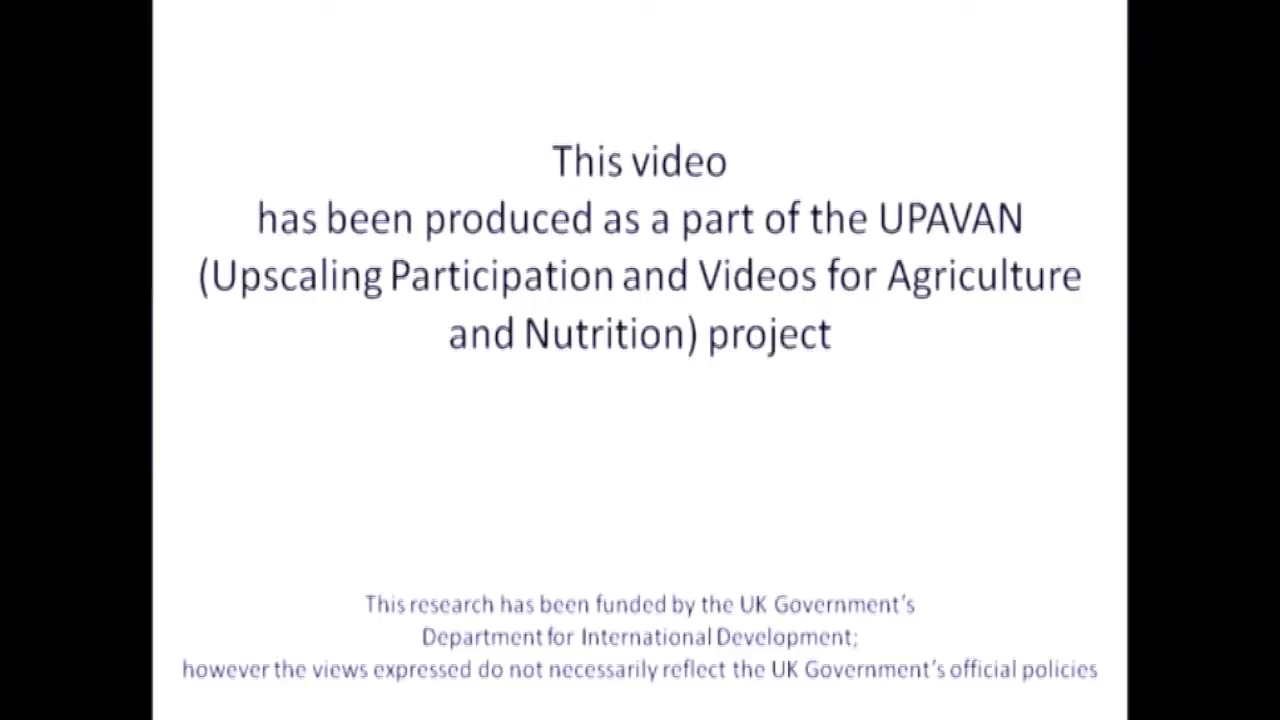 This video
has been produced as a part of the UPAVAN
(Upscaling Participation and Videos for Agriculture
and Nutrition) project
This research has been funded by the UK Government's
Department for International Development;
however the views expressed do not necessarily reflect the UK Government's official policies